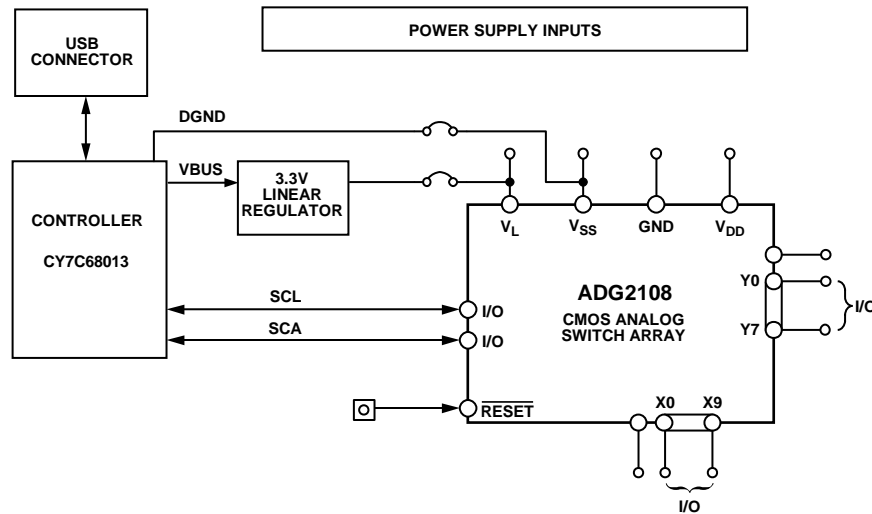 USB
CONNECTOR
POWER SUPPLY INPUTS
DGND
VBUS
3.3V
LINEAR
REGULATOR
CONTROLLER
CY7C68013
VL
VSS
GND
VDD
SCL
SCA
I/O
I/O
RESET
ADG2108
CMOS ANALOG
SWITCH ARRAY
Y0
Y7
I/O
X0 X9
I/O